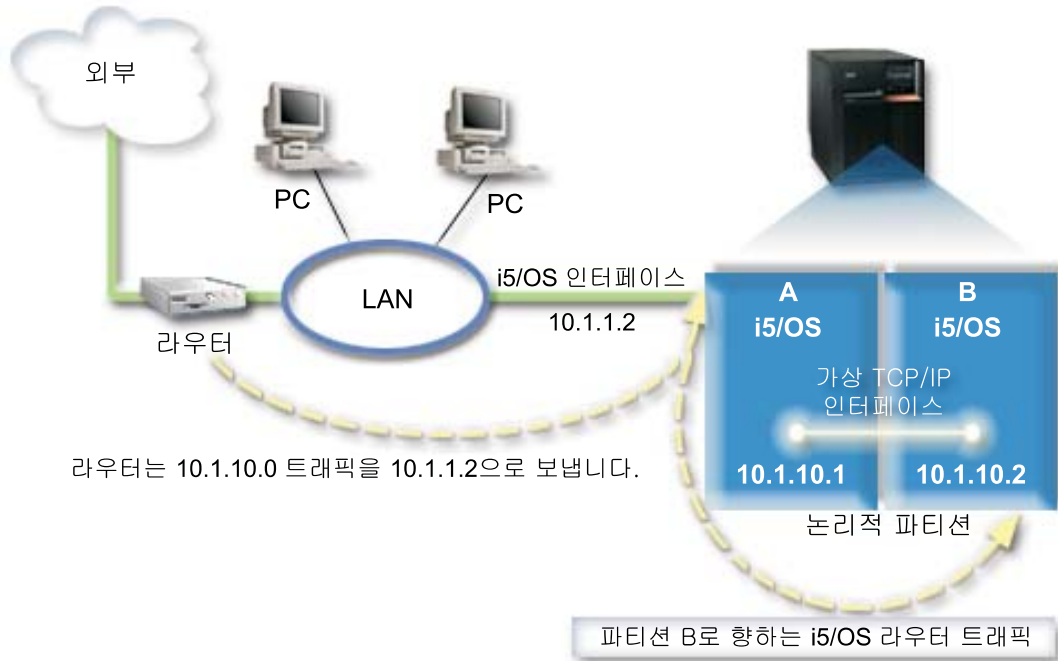 외부
PC
PC
LAN
i5/OS 인터페이스
10.1.1.2
라우터
라우터는 10.1.10.0 트래픽을 10.1.1.2으로 보냅니다.
A
i5/OS
B
i5/OS
가상 TCP/IP
인터페이스
10.1.10.1
10.1.10.2
논리적 파티션
파티션 B로 향하는 i5/OS 라우터 트래픽